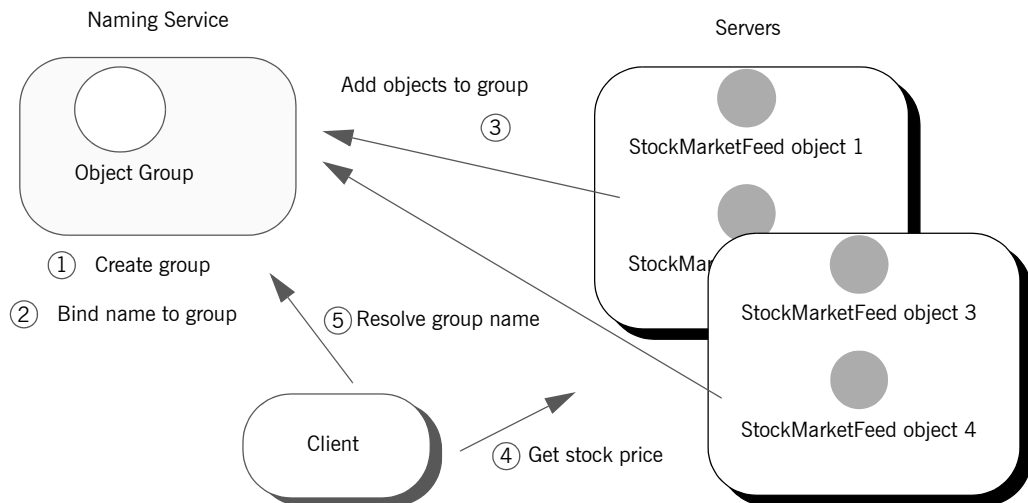 Naming Service
Servers
Add objects to group
3
StockMarketFeed object 1
Object Group
StockMar
1 Create group
2 Bind name to group
5 Resolve group name
StockMarketFeed object 3
Client
4 Get stock price
StockMarketFeed object 4